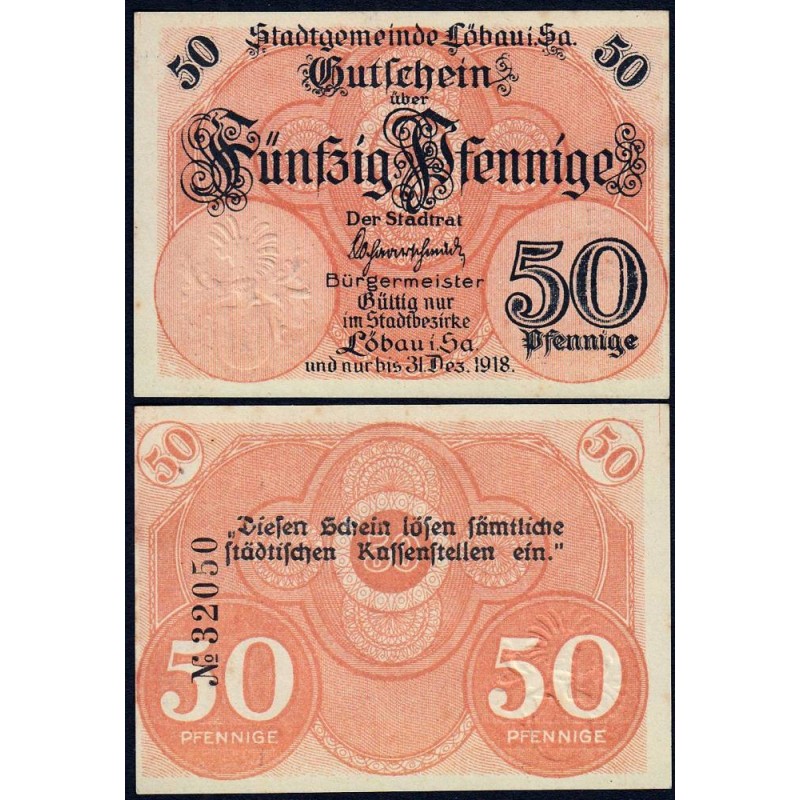 50
Stadtgemeinde Löbau i. Sa.
50
Gutschein
über
Fünfzig Pfennige
Der Stadtrat
Bürgermeister
Gültig nur
im Stadtbezirke
Löbau i. Sa.
und nur bis 31. Dez. 1918.
50
Pfennige
50
50
„Diesen Schein lösen sämtliche
städtischen Kassenstellen ein."
50
№ 32050
50
PFENNIGE
50
PFENNIGE